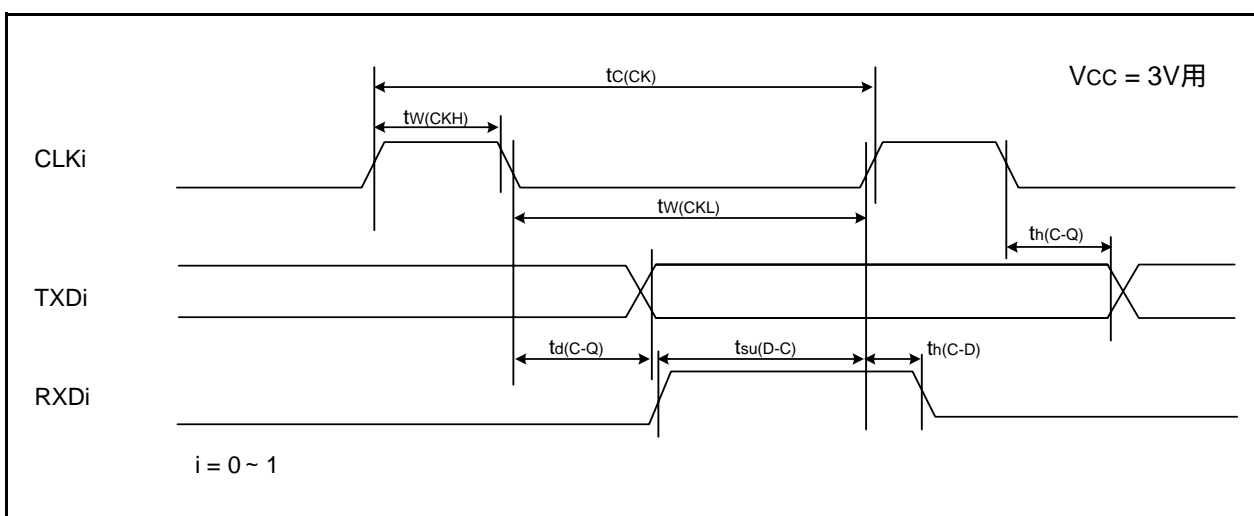 tC(CK)
VCC = 3V用
tW(CKH)
CLKi
tW(CKL)
th(C-Q)
TXDi
td(C-Q)
tsu(D-C)
th(C-D)
RXDi
i = 0 ~ 1